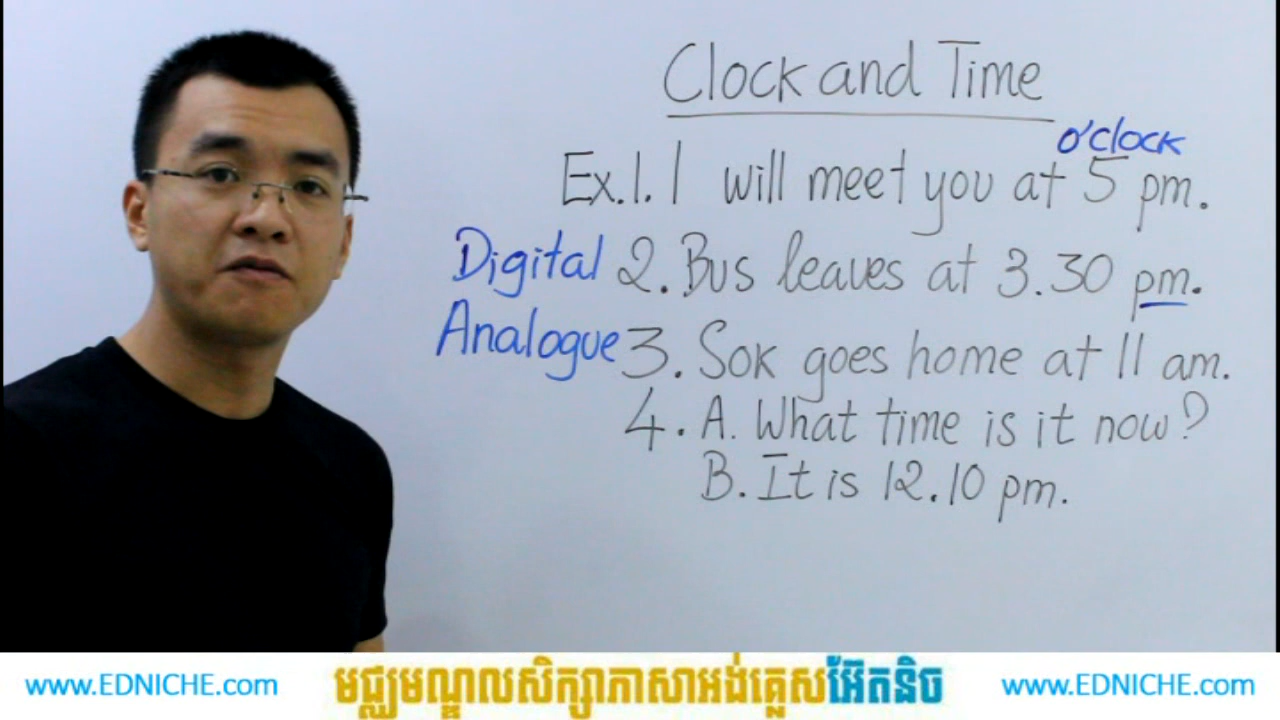 Clock and Time
o'clock
Ex.1. I will meet you at 5 pm.
Digital 2. Bus leaves at 3.30 pm.
Analogue 3. Sok goes home at 11 am.
4. A. What time is it now?
B. It is 12.10 pm.
www.EDNICHE.com មជ្ឈមណ្ឌលសិក្សាភាសាអង់គ្លេសអ៊ែតនិច www.EDNICHE.com